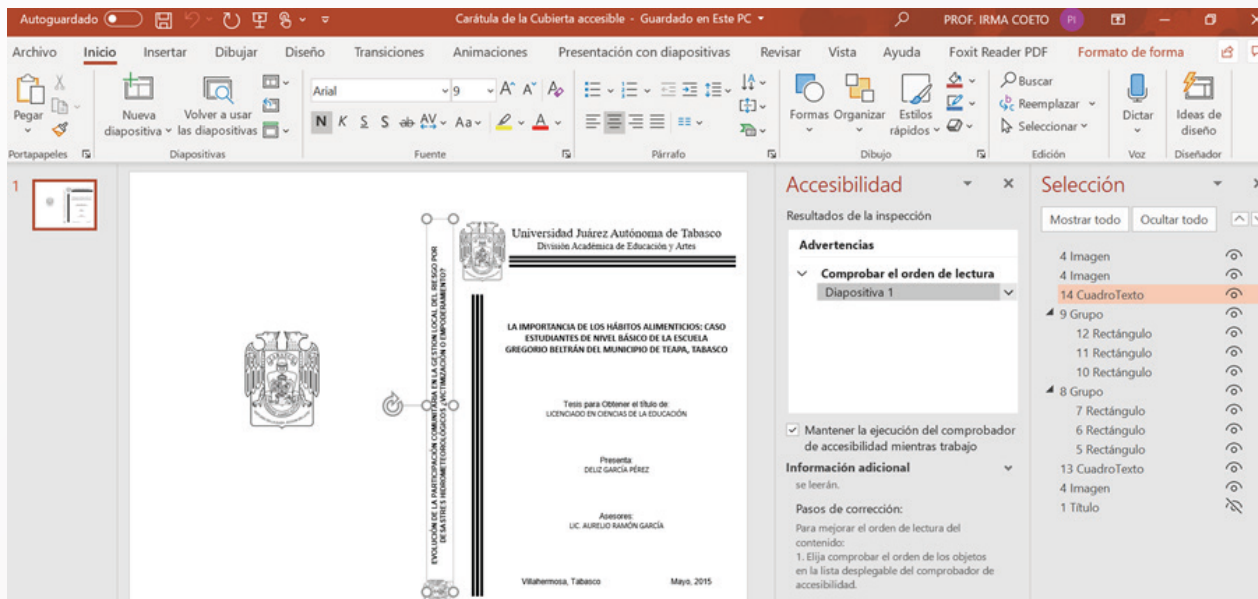 Autoguardado
Carátula de la Cubierta accesible - Guardado en Este PC
PROF. IRMA COETO
PI
Archivo Inicio Insertar Dibujar Diseño Transiciones Animaciones Presentación con diapositivas Revisar Vista Ayuda Foxit Reader PDF Formato de forma
Pegar
Nueva diapositiva
Volver a usar las diapositivas
Arial 9
N K S S ab AV Aa A
Formas Organizar Estilos rápidos
Buscar
Reemplazar
Seleccionar
Dictar
Ideas de diseño
Portapapeles Diapositivas Fuente Párrafo Dibujo Edición Voz Diseñador
1
Universidad Juárez Autónoma de Tabasco
División Académica de Educación y Artes
EVOLUCIÓN DE LA PARTICIPACIÓN COMUNITARIA EN LA GESTION LOCAL DEL RIESGO POR
DESASTRES HIDROMETEOROLÓGICOS ¿VICTIMIZACIÓN O EMPODERAMIENTO?
LA IMPORTANCIA DE LOS HÁBITOS ALIMENTICIOS: CASO
ESTUDIANTES DE NIVEL BÁSICO DE LA ESCUELA
GREGORIO BELTRÁN DEL MUNICIPIO DE TEAPA, TABASCO
Tesis para Obtener el título de:
LICENCIADO EN CIENCIAS DE LA EDUCACIÓN
Presenta:
DELIZ GARCÍA PÉREZ
Asesores:
LIC. AURELIO RAMÓN GARCÍA
Villahermosa, Tabasco Mayo, 2015
Accesibilidad
Resultados de la inspección
Advertencias
Comprobar el orden de lectura
Diapositiva 1
Mantener la ejecución del comprobador
de accesibilidad mientras trabajo
Información adicional
se leerán.
Pasos de corrección:
Para mejorar el orden de lectura del
contenido:
1. Elija comprobar el orden de los objetos
en la lista desplegable del comprobador de
accesibilidad.
Selección
Mostrar todo Ocultar todo
4 Imagen
4 Imagen
14 CuadroTexto
9 Grupo
12 Rectángulo
11 Rectángulo
10 Rectángulo
8 Grupo
7 Rectángulo
6 Rectángulo
5 Rectángulo
13 CuadroTexto
4 Imagen
1 Título